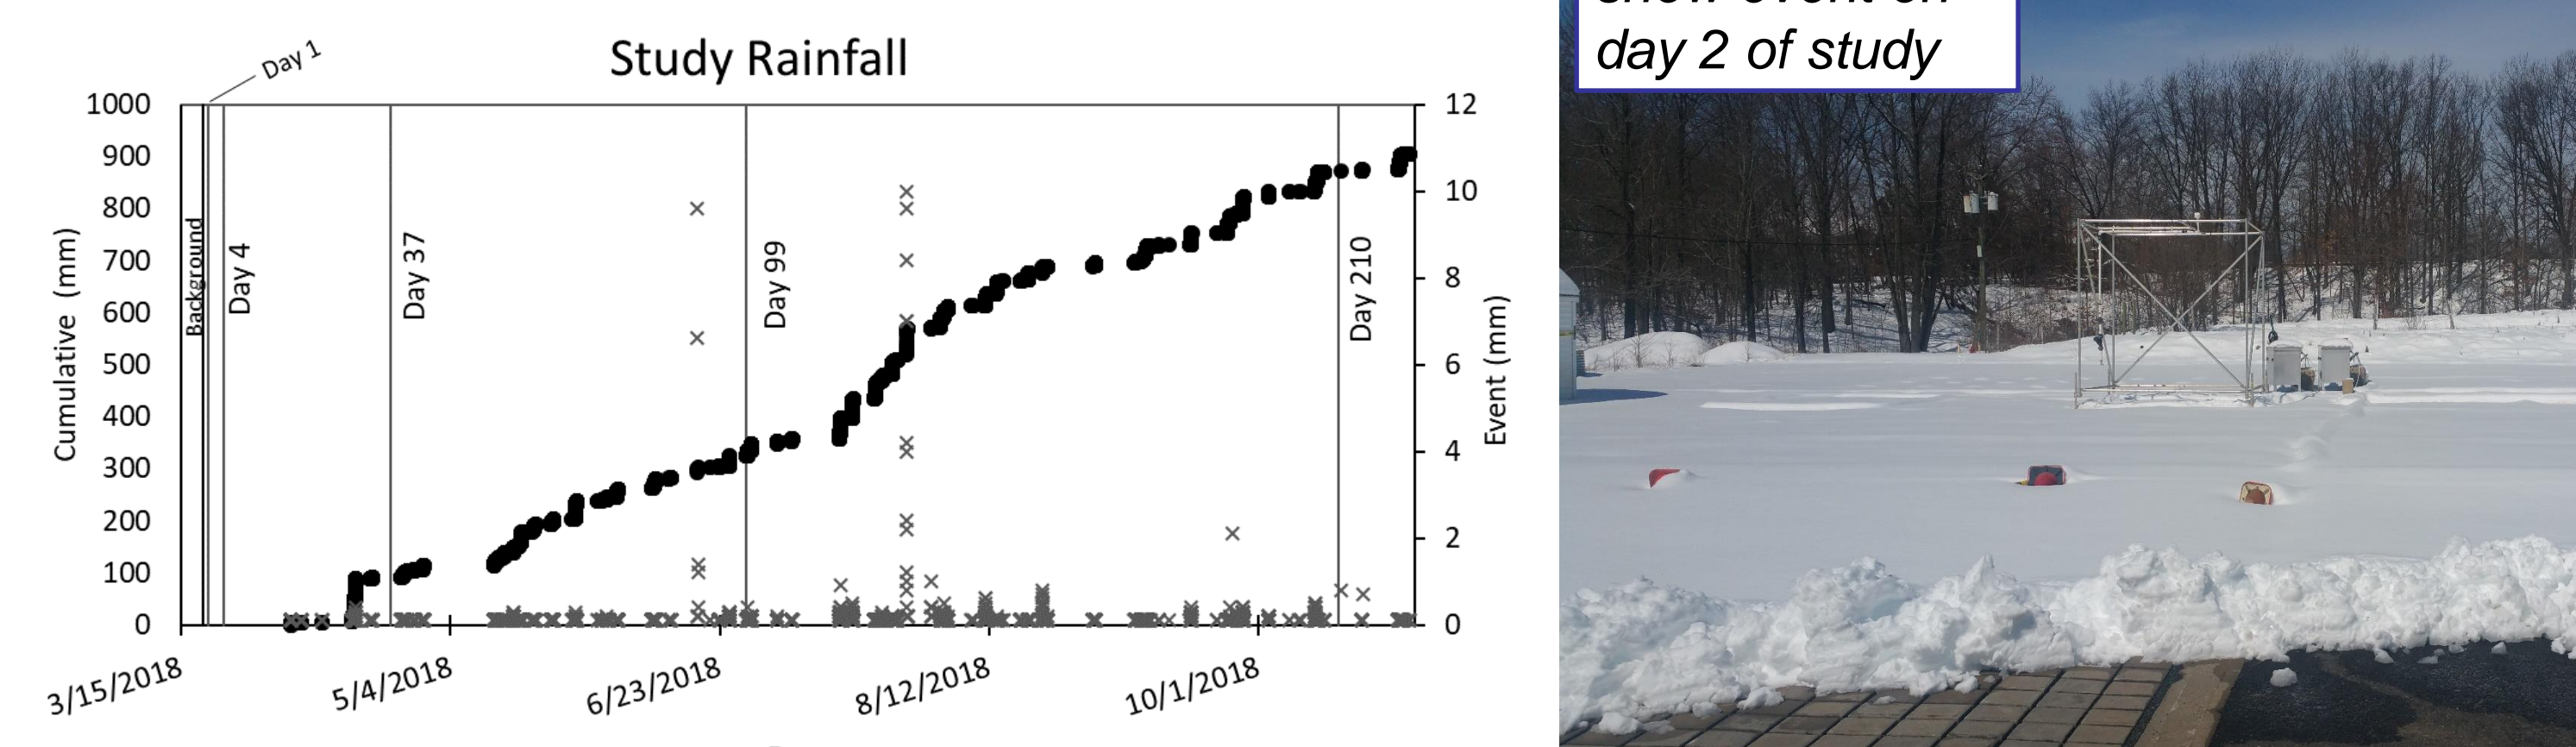 Study Rainfall
Day 1
1000
900
800
700
600
500
400
300
200
100
0
Cumulative (mm)
Background
Day 4
Day 37
Day 99
Day 210
12
10
8
6
4
2
0
Event (mm)
3/15/2018
5/4/2018
6/23/2018
8/12/2018
10/1/2018
day 2 of study